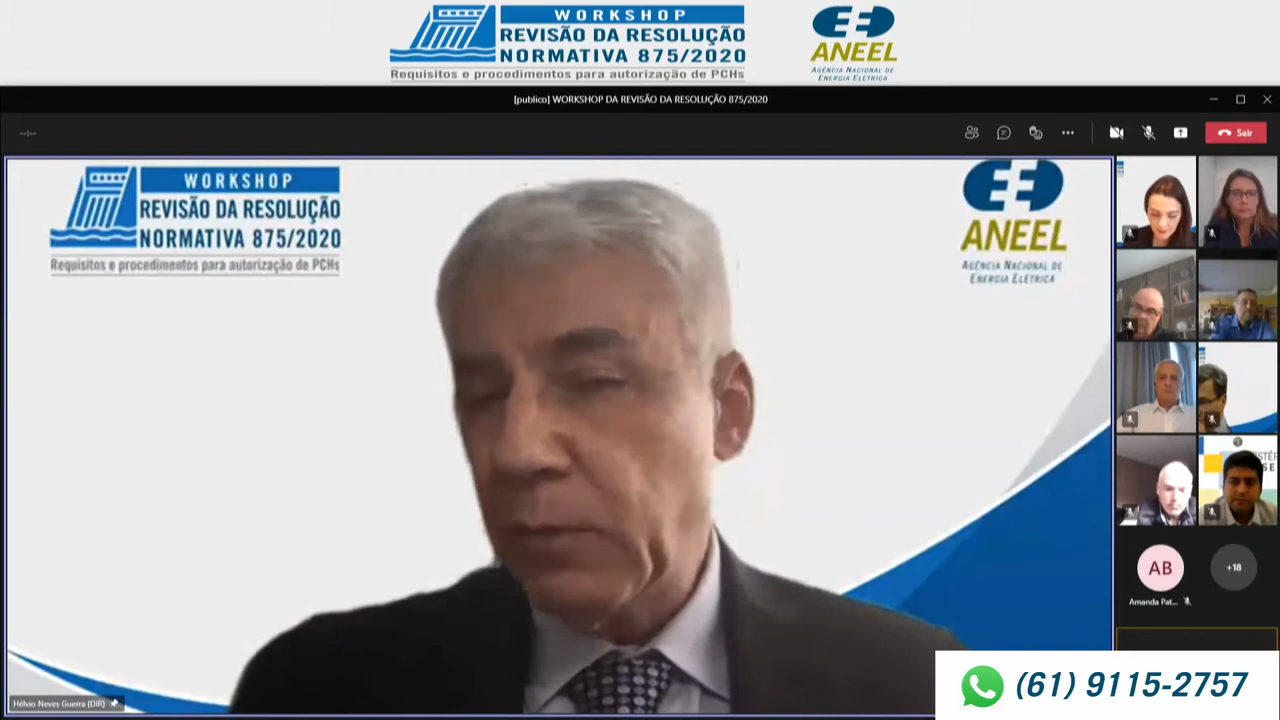 WORKSHOP
REVISÃO DA RESOLUÇÃO
NORMATIVA 875/2020
Requisitos e procedimentos para autorização de PCHs
ANEEL
AGÊNCIA NACIONAL DE
ENERGIA ELÉTRICA
[publico] WORKSHOP DA REVISÃO DA RESOLUÇÃO 875/2020
--:--
Sair
WORKSHOP
REVISÃO DA RESOLUÇÃO
NORMATIVA 875/2020
Requisitos e procedimentos para autorização de PCHs
ANEEL
AGÊNCIA NACIONAL DE
ENERGIA ELÉTRICA
AB
+18
Amanda Pat...
Hélvio Neves Guerra (DIR)
(61) 9115-2757